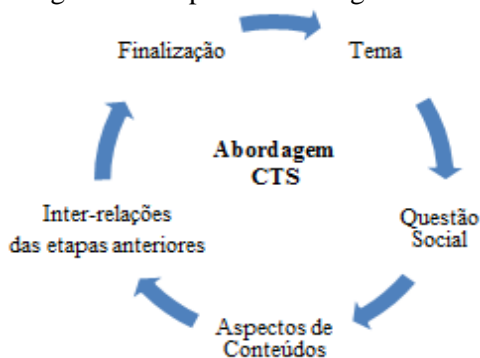 Finalização
Tema
Abordagem
CTS
Questão
Social
Aspectos de
Conteúdos
Inter-relações
das etapas anteriores